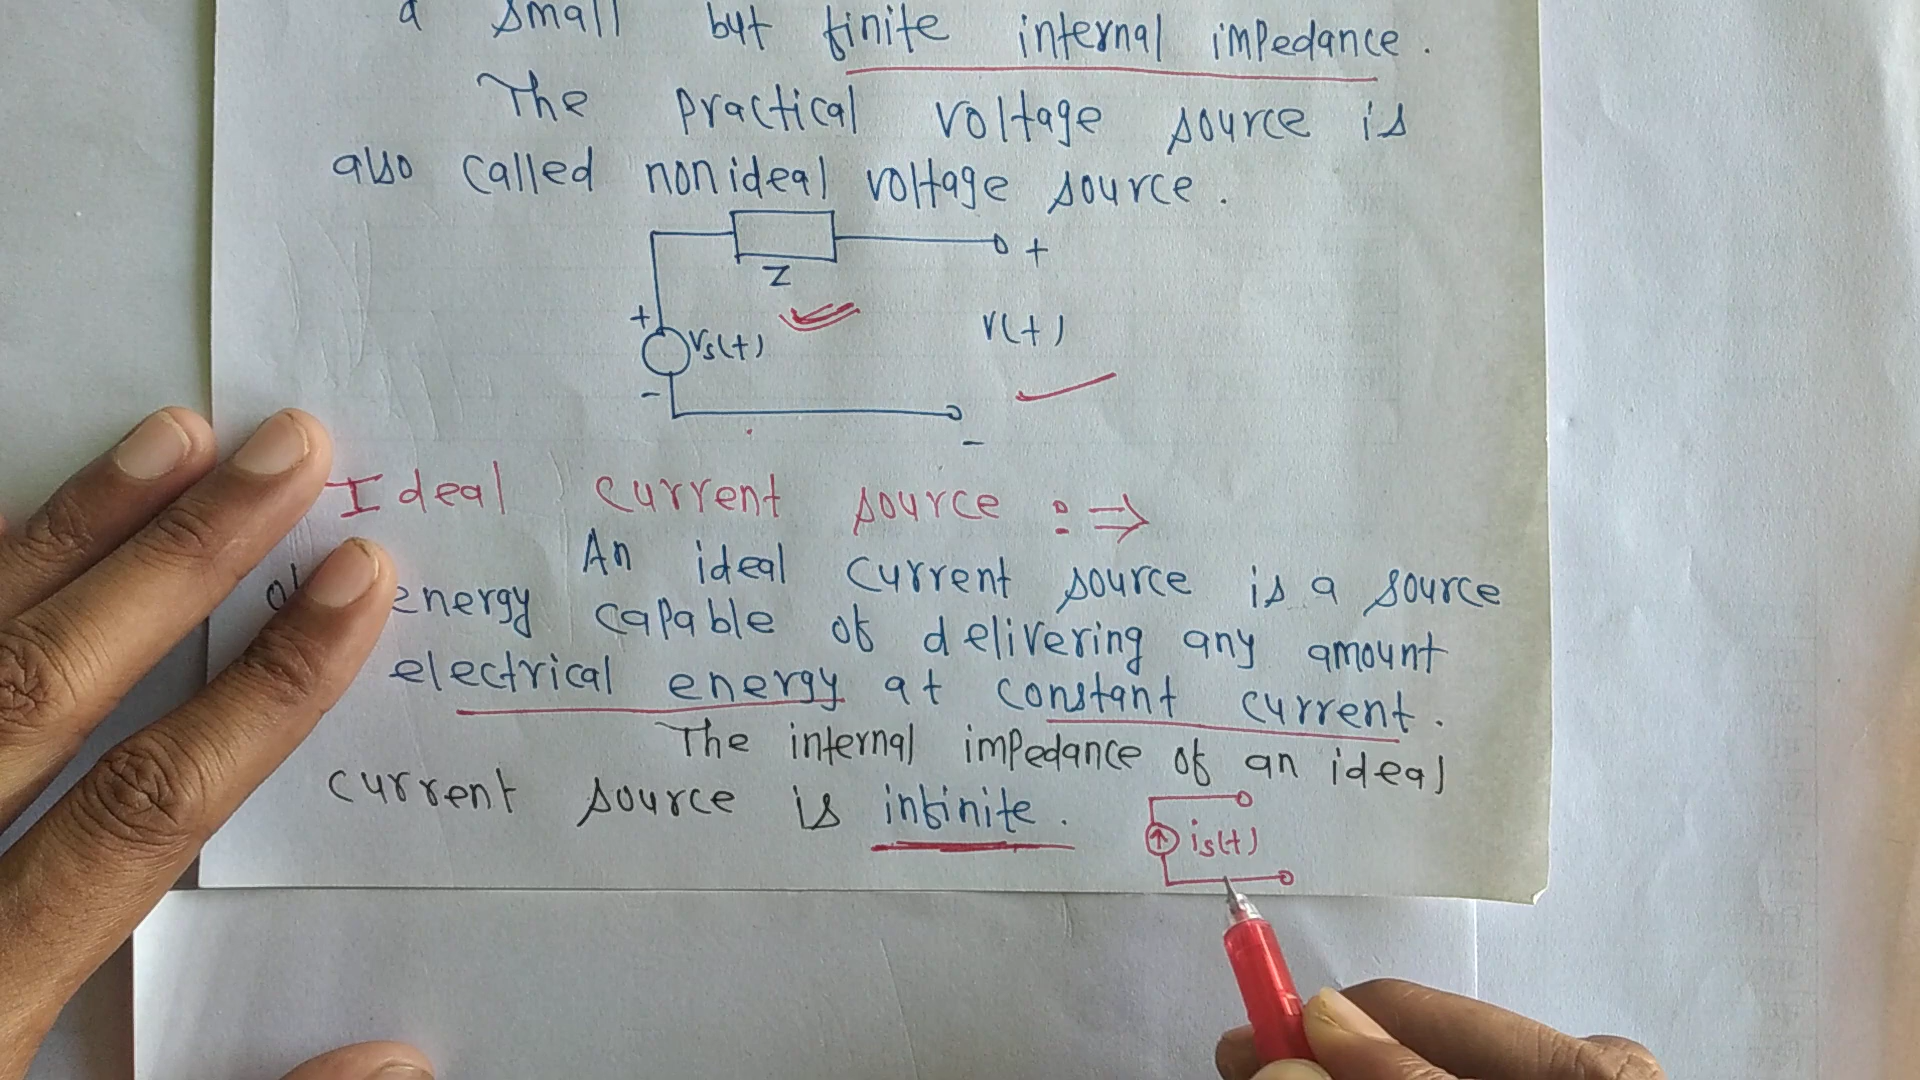 a small but finite internal impedance.
The practical voltage source is
also called nonideal voltage source.
+
Z
+
Vs(t)
V(t)
-
-
Ideal current source :⇒
An ideal current source is a source
energy capable of delivering any amount
electrical energy at constant current.
The internal impedance of an ideal
current source is infinite.
is(t)